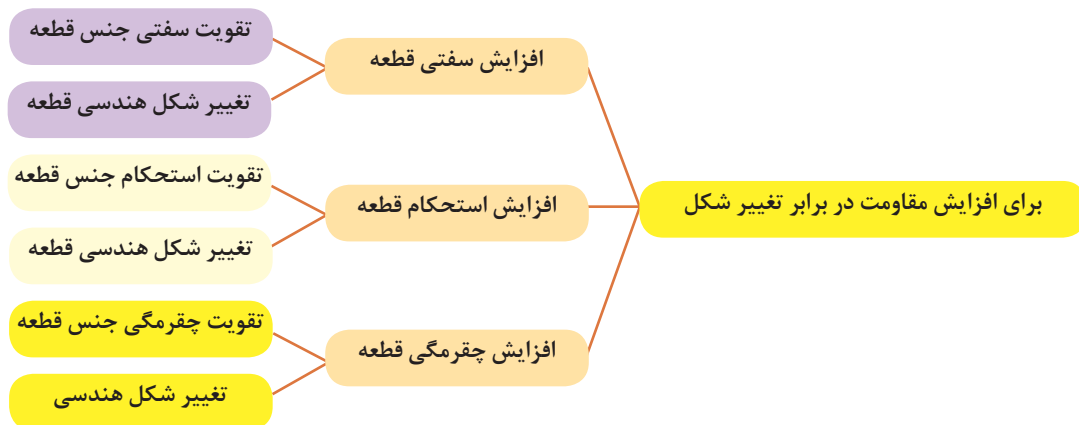 برای افزایش مقاومت در برابر تغییر شکل
افزایش سفتی قطعه
تقویت سفتی جنس قطعه
تغییر شکل هندسی قطعه
افزایش استحکام قطعه
تقویت استحکام جنس قطعه
تغییر شکل هندسی قطعه
افزایش چقرمگی قطعه
تقویت چقرمگی جنس قطعه
تغییر شکل هندسی